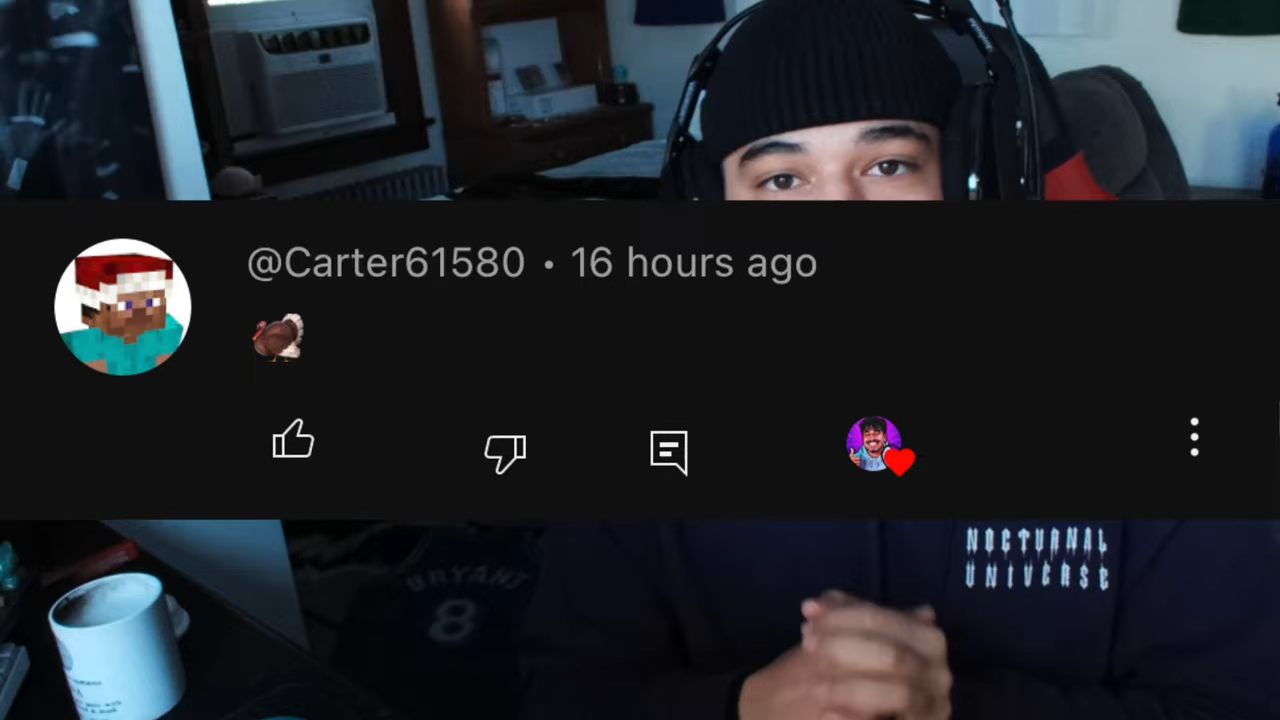 @Carter61580 • 16 hours ago
🦃
NOCTURNAL
UNIVERSE
BRYANT
8